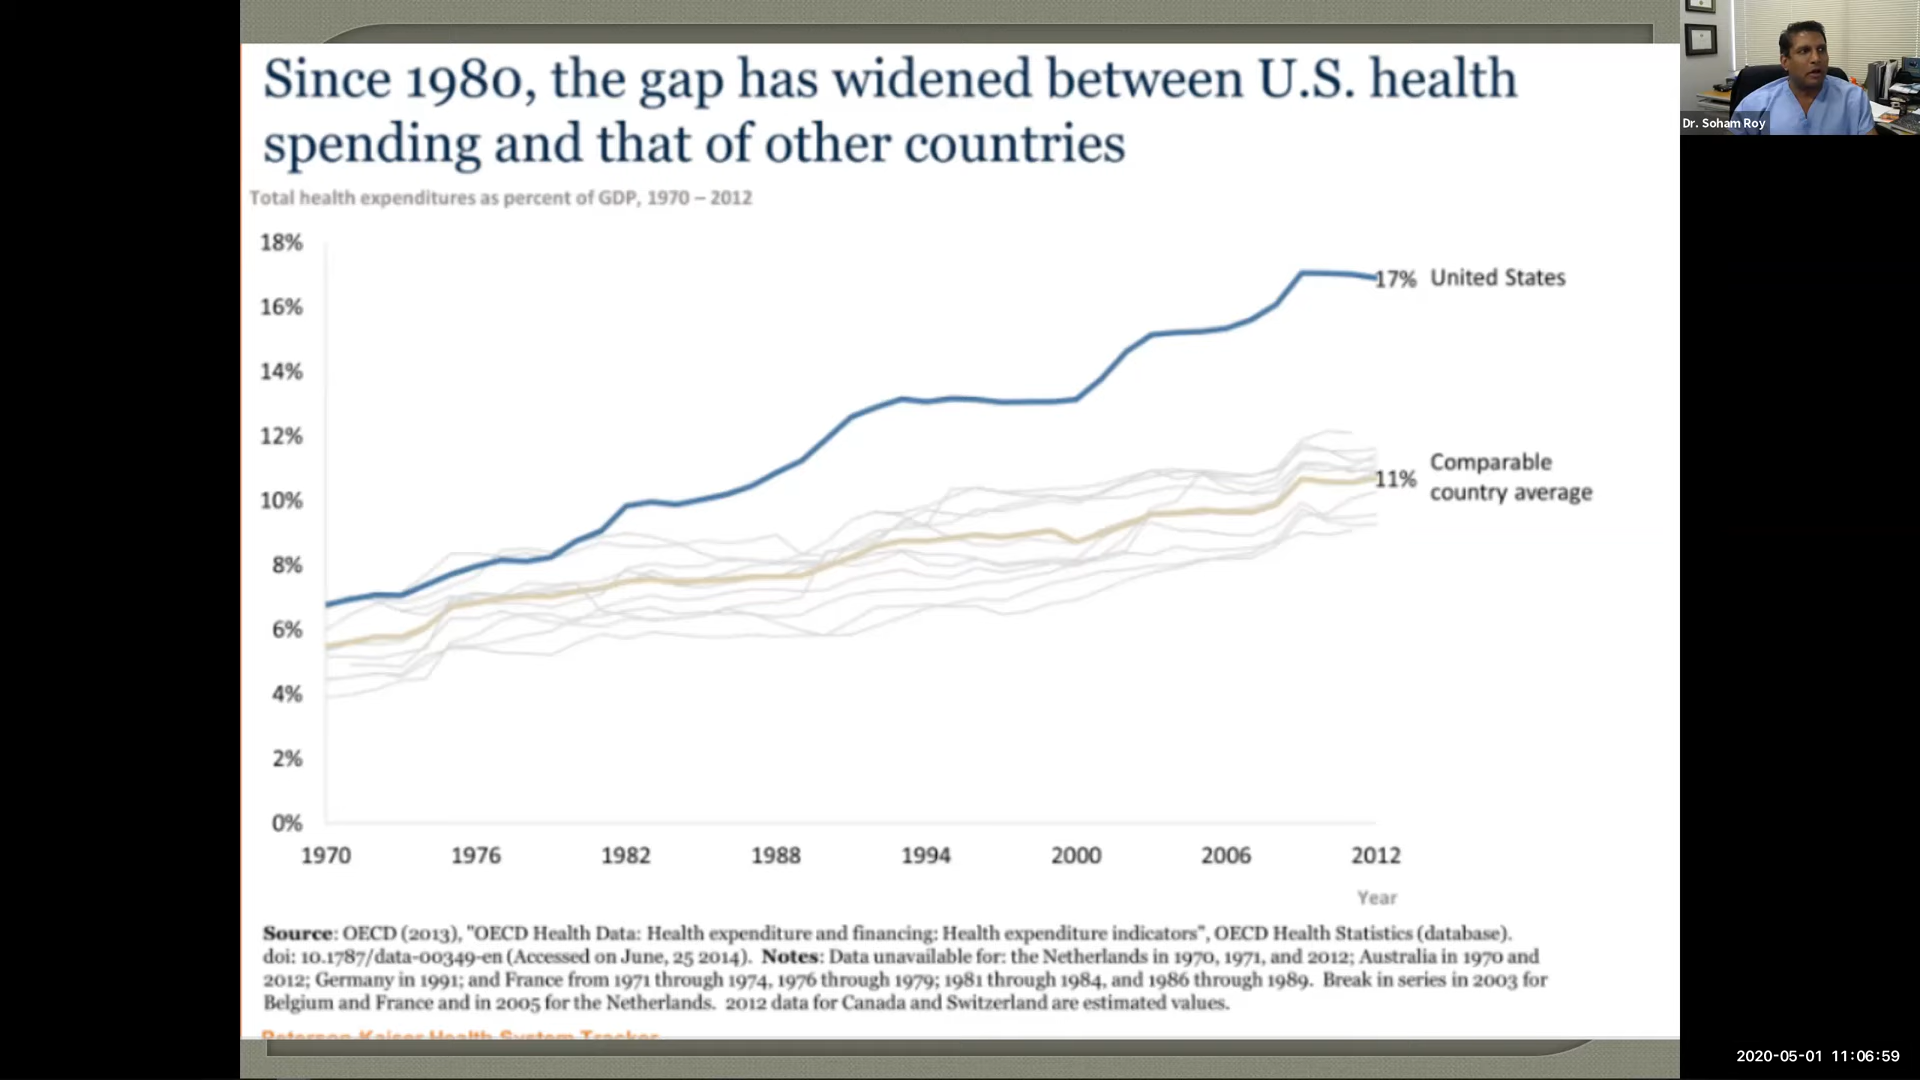 Since 1980, the gap has widened between U.S. health
spending and that of other countries
Total health expenditures as percent of GDP, 1970 – 2012
18%
16%
14%
12%
10%
8%
6%
4%
2%
0%
17% United States
11%
Comparable
country average
1970 1976 1982 1988 1994 2000 2006 2012
Year
Source: OECD (2013), "OECD Health Data: Health expenditure and financing: Health expenditure indicators", OECD Health Statistics (database).
doi: 10.1787/data-00349-en (Accessed on June, 25 2014). Notes: Data unavailable for: the Netherlands in 1970, 1971, and 2012; Australia in 1970 and
2012; Germany in 1991; and France from 1971 through 1974, 1976 through 1979; 1981 through 1984, and 1986 through 1989. Break in series in 2003 for
Belgium and France and in 2005 for the Netherlands. 2012 data for Canada and Switzerland are estimated values.
Peterson-Kaiser Health System Tracker
Dr. Soham Roy
2020-05-01 11:06:59